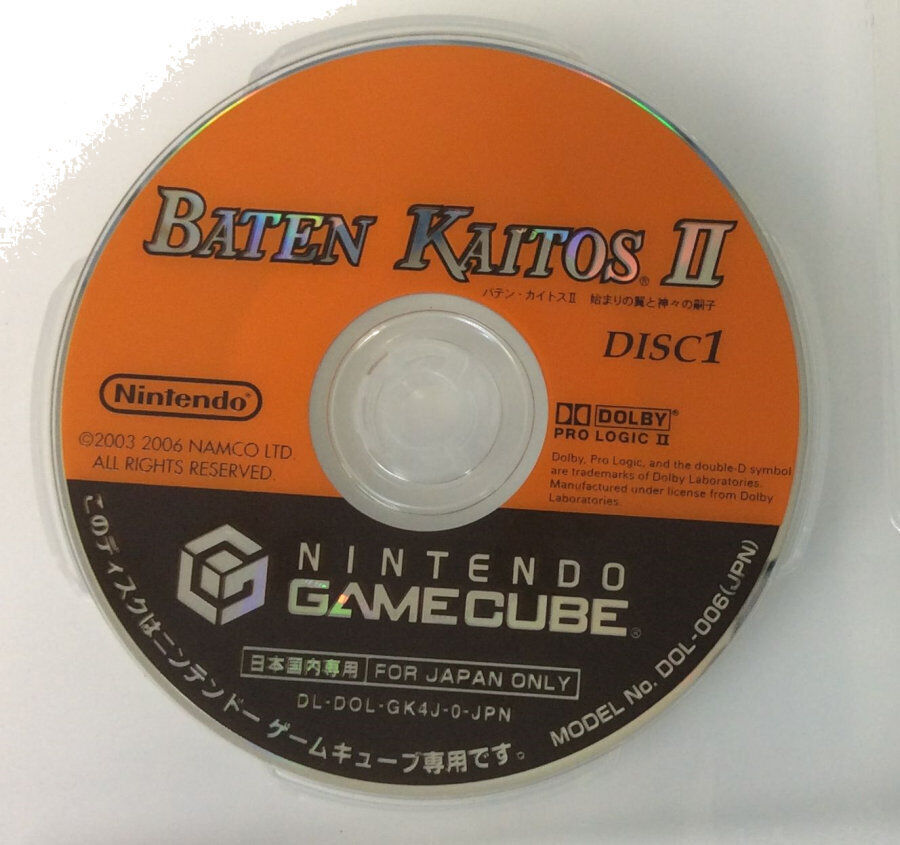 BATEN KAITOS® II
バテン・カイトスII 始まりの翼と神々の嗣子
DISC1
Nintendo®
©2003 2006 NAMCO LTD.
ALL RIGHTS RESERVED.
DOLBY®
PRO LOGIC II
Dolby, Pro Logic, and the double-D symbol
are trademarks of Dolby Laboratories.
Manufactured under license from Dolby
Laboratories.
NINTENDO
GAMECUBE®
日本国内専用 FOR JAPAN ONLY
DL-DOL-GK4J-0-JPN
このディスクはニンテンドー ゲームキューブ専用です。
MODEL No. DOL-006(JPN)